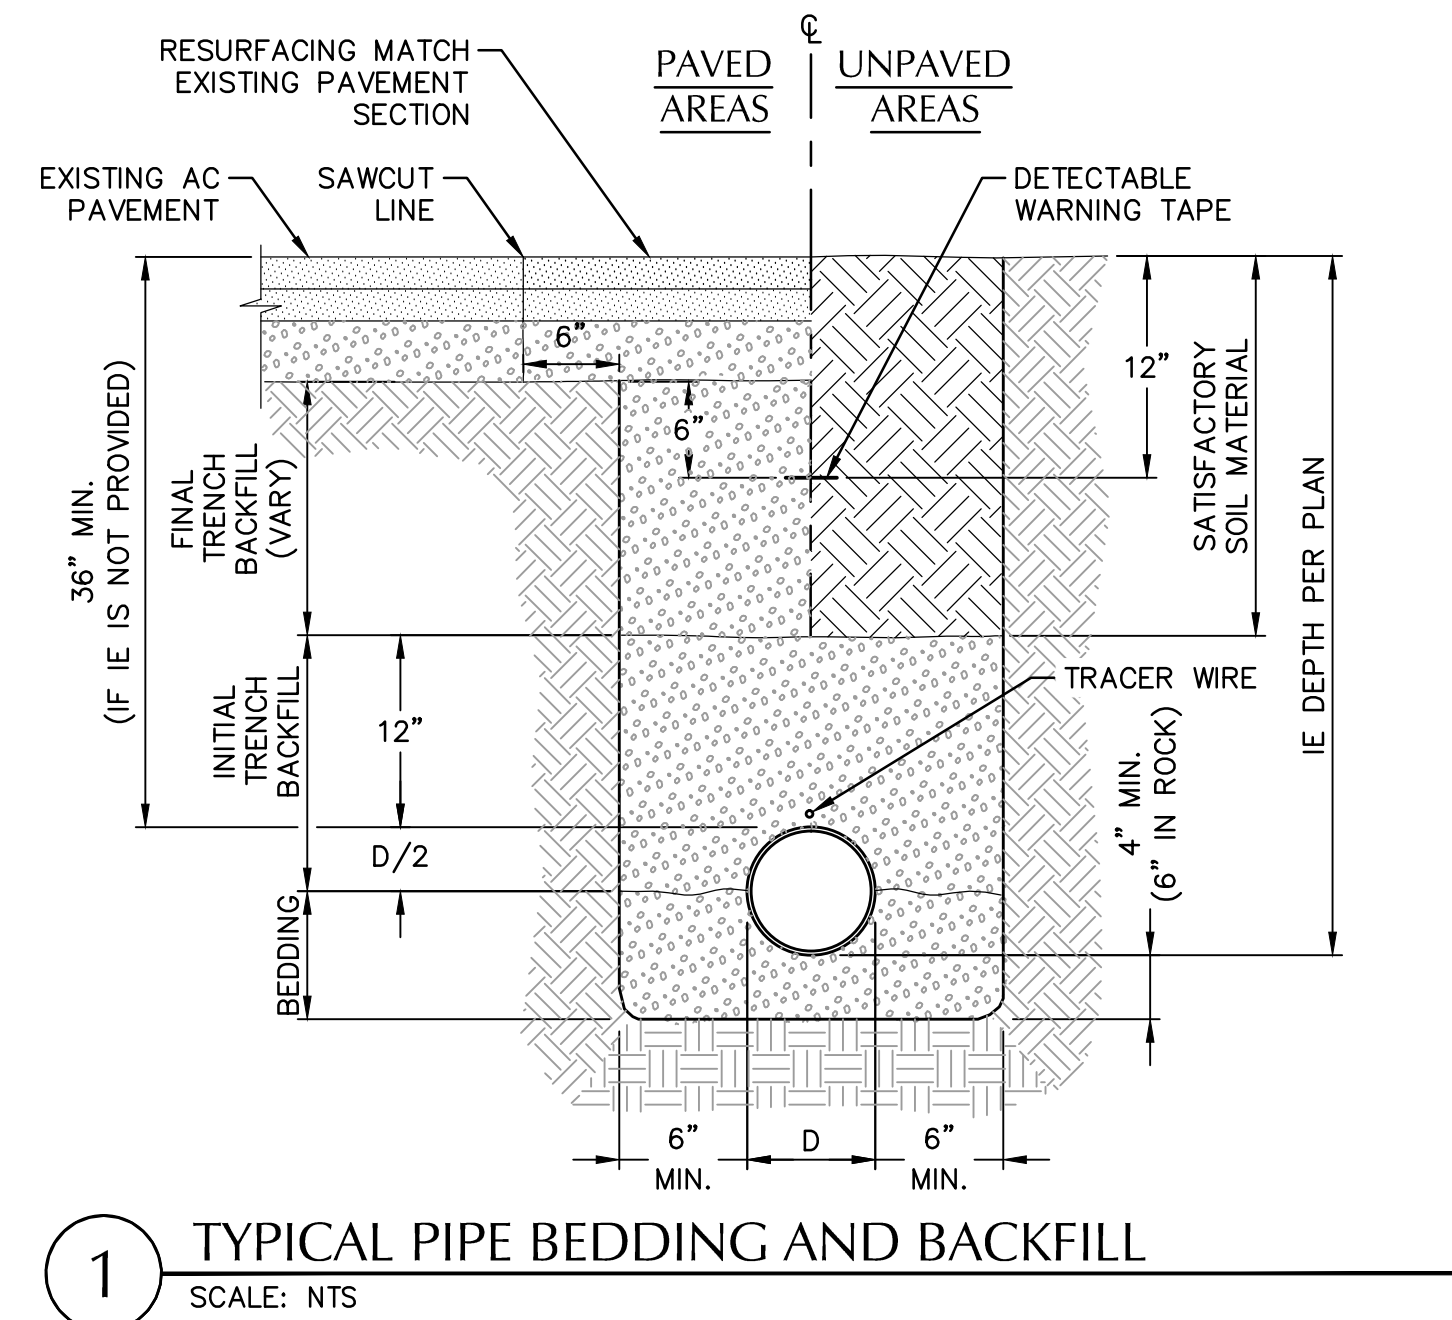 ℄
RESURFACING MATCH
EXISTING PAVEMENT
SECTION
PAVED
AREAS
UNPAVED
AREAS
EXISTING AC
PAVEMENT
SAWCUT
LINE
DETECTABLE
WARNING TAPE
6”
6”
12”
SATISFACTORY
SOIL MATERIAL
IE DEPTH PER PLAN
36” MIN.
(IF IE IS NOT PROVIDED)
FINAL
TRENCH
BACKFILL
(VARY)
INITIAL
TRENCH
BACKFILL
12”
D/2
BEDDING
TRACER WIRE
4” MIN.
(6” IN ROCK)
6”
MIN.
D
6”
MIN.
1
TYPICAL PIPE BEDDING AND BACKFILL
SCALE: NTS